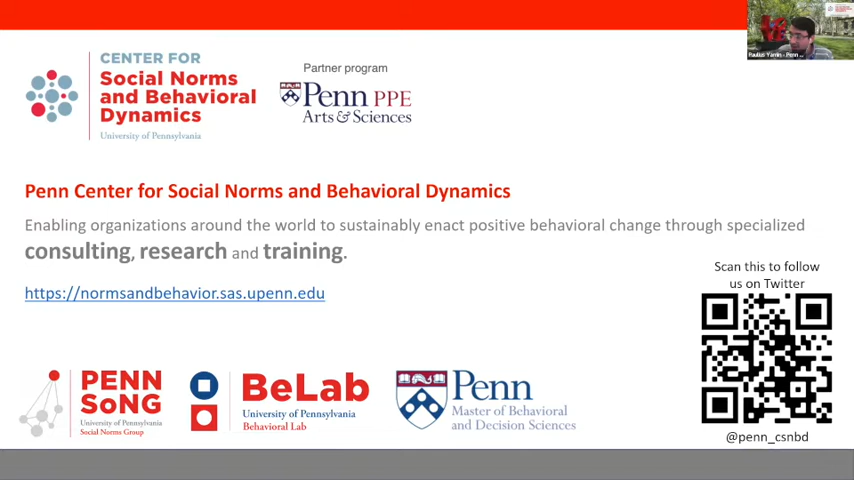 CENTER FOR
Social Norms
and Behavioral
Dynamics
University of Pennsylvania
Partner program
Penn PPE
Arts & Sciences
Penn Center for Social Norms and Behavioral Dynamics
Enabling organizations around the world to sustainably enact positive behavioral change through specialized
consulting, research and training.
https://normsandbehavior.sas.upenn.edu
Scan this to follow
us on Twitter
@penn_csnbd
PENN
SoNG
University of Pennsylvania
Social Norms Group
BeLab
University of Pennsylvania
Behavioral Lab
Penn
Master of Behavioral
and Decision Sciences